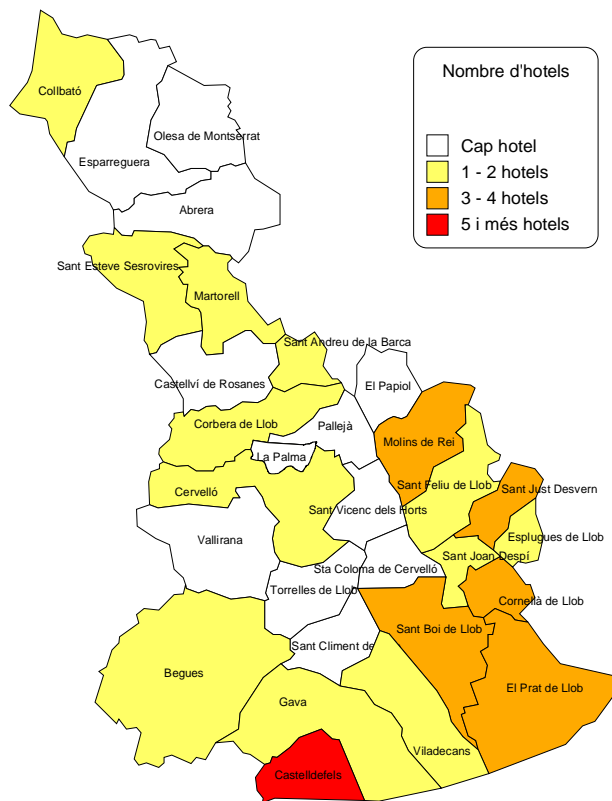 Nombre d'hotels
Cap hotel
1 - 2 hotels
3 - 4 hotels
5 i més hotels
Collbató
Olesa de Montserrat
Esparreguera
Abrera
Sant Esteve Sesrovires
Martorell
Sant Andreu de la Barca
Castellví de Rosanes
El Papiol
Corbera de Llob
Pallejà
Molins de Rei
La Palma
Cervelló
Sant Feliu de Llob
Sant Just Desvern
Sant Vicenc dels Horts
Vallirana
Esplugues de Llob
Sant Joan Despí
Sta Coloma de Cervelló
Torrelles de Llob
Cornellà de Llob
Sant Boi de Llob
Sant Climent de
Begues
El Prat de Llob
Gava
Viladecans
Castelldefels